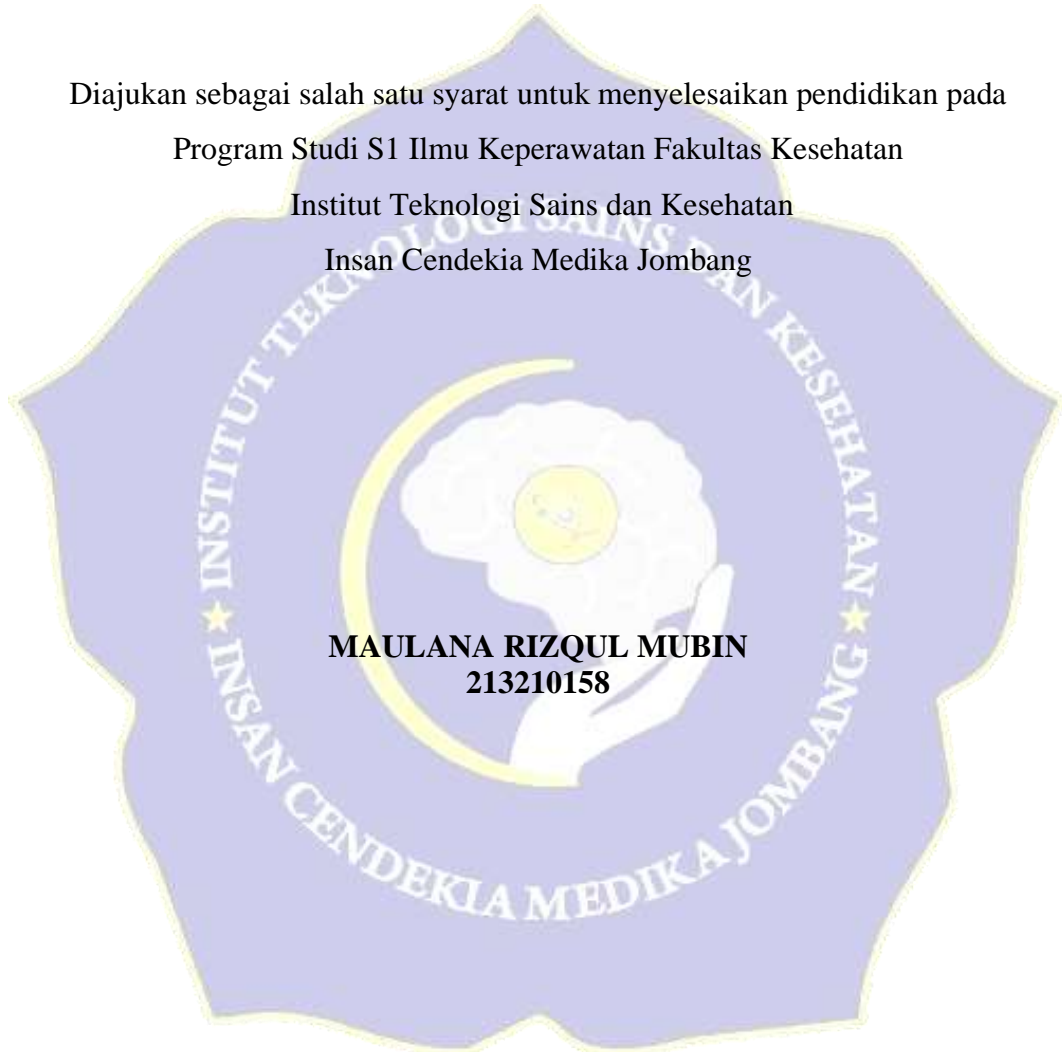 Diajukan sebagai salah satu syarat untuk menyelesaikan pendidikan pada
Program Studi S1 Ilmu Keperawatan Fakultas Kesehatan
Institut Teknologi Sains dan Kesehatan
Insan Cendekia Medika Jombang
INSTITUT TEKNOLOGI SAINS DAN KESEHATAN
MAULANA RIZQUL MUBIN
213210158
INSAN CENDEKIA MEDIKA JOMBANG